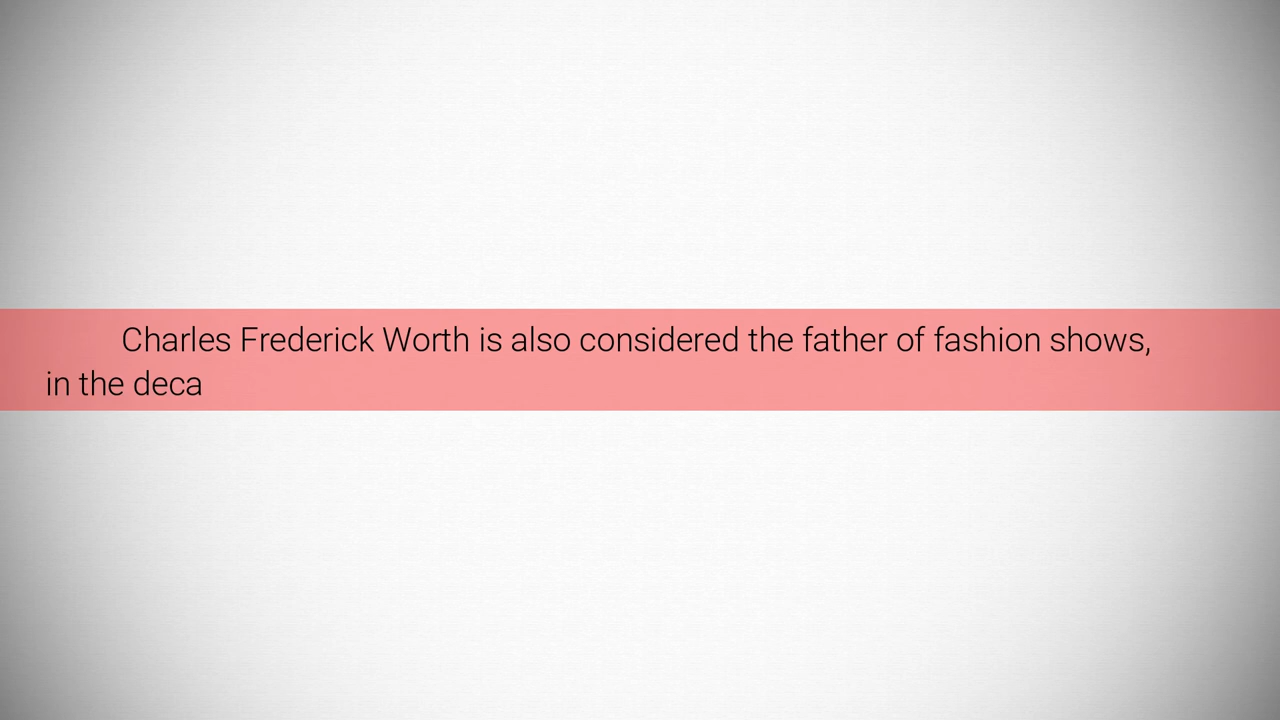 Charles Frederick Worth is also considered the father of fashion shows,
in the deca